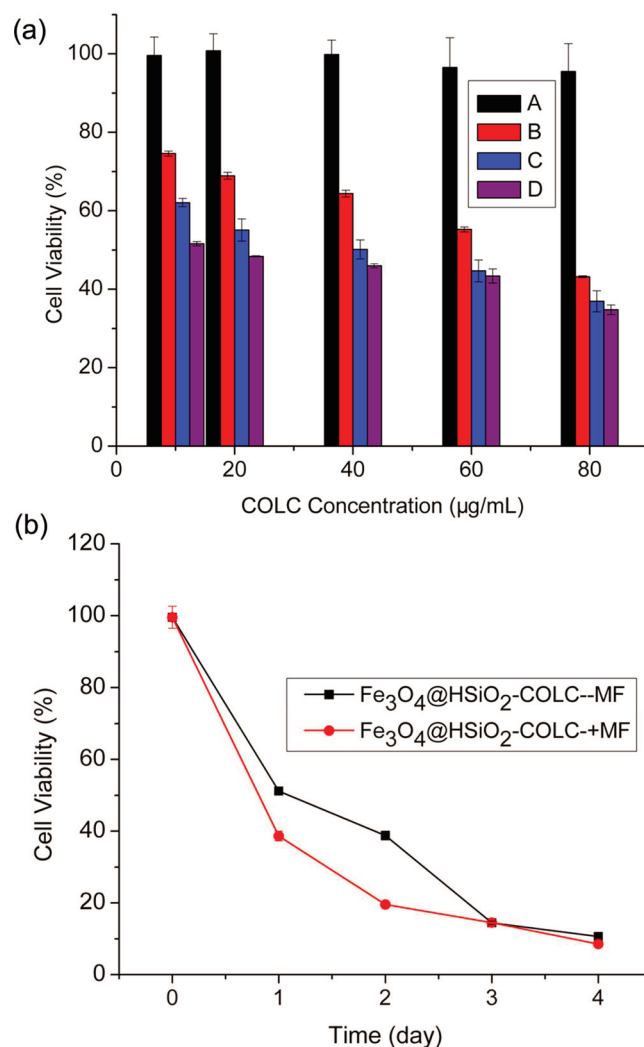 (a)
100
80
60
40
20
0
Cell Viability (%)
A
B
C
D
0
20
40
60
80
COLC Concentration (µg/mL)
(b)
120
100
80
60
40
20
0
Cell Viability (%)
Fe3O4@HSiO2-COLC--MF
Fe3O4@HSiO2-COLC-+MF
0
1
2
3
4
Time (day)